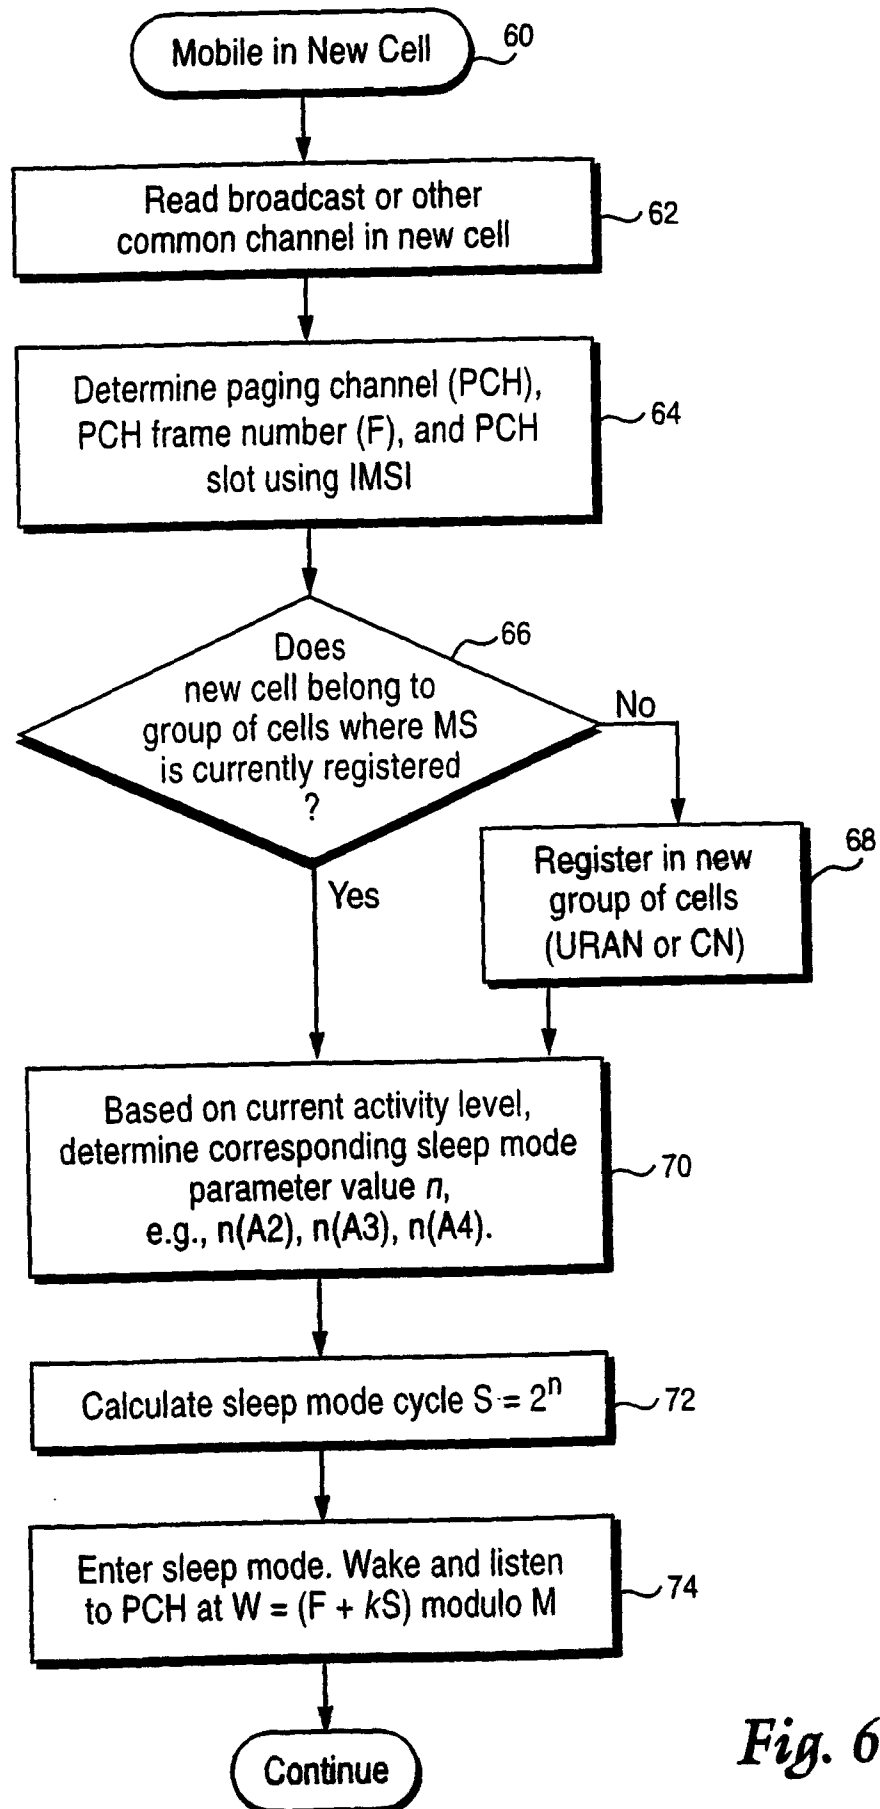 Mobile in New Cell
60
Read broadcast or other
common channel in new cell
62
Determine paging channel (PCH),
PCH frame number (F), and PCH
slot using IMSI
64
Does
new cell belong to
group of cells where MS
is currently registered
?
66
No
Yes
Register in new
group of cells
(URAN or CN)
68
Based on current activity level,
determine corresponding sleep mode
parameter value n,
e.g., n(A2), n(A3), n(A4).
70
Calculate sleep mode cycle S = 2^n
72
Enter sleep mode. Wake and listen
to PCH at W = (F + kS) modulo M
74
Continue
Fig. 6